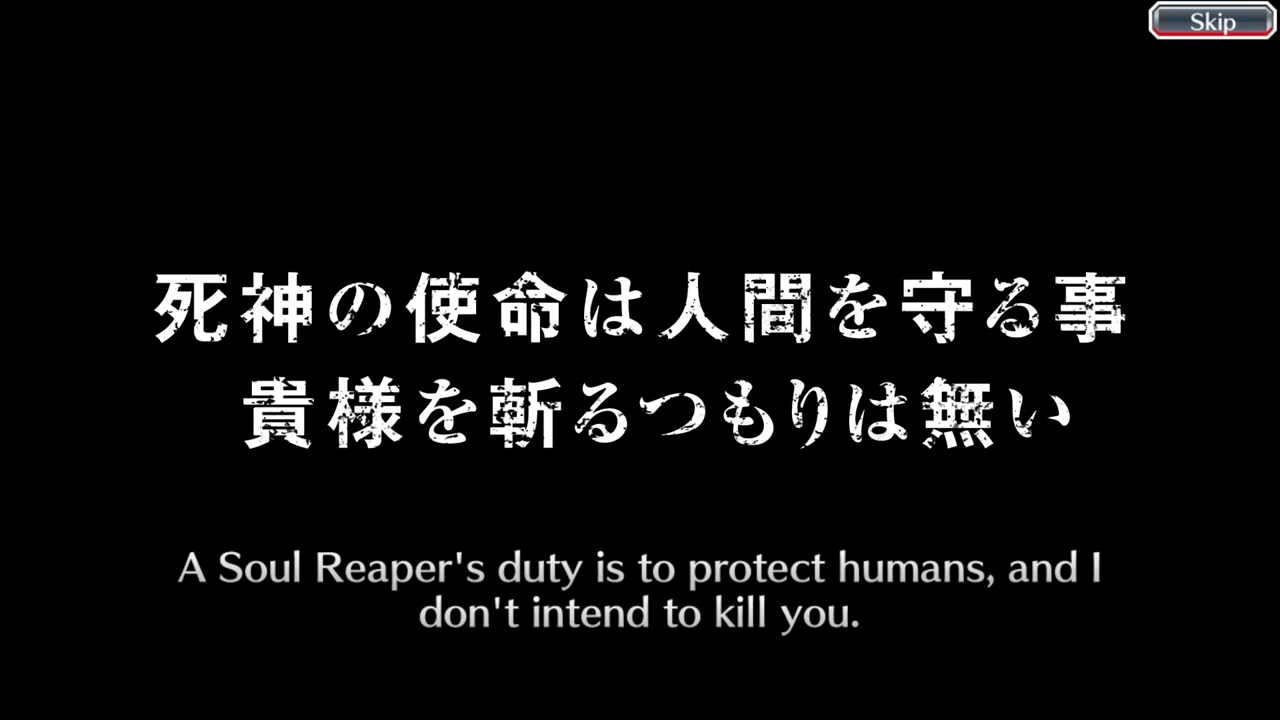 Skip
死神の使命は人間を守る事
貴様を斬るつもりは無い
A Soul Reaper's duty is to protect humans, and I
don't intend to kill you.